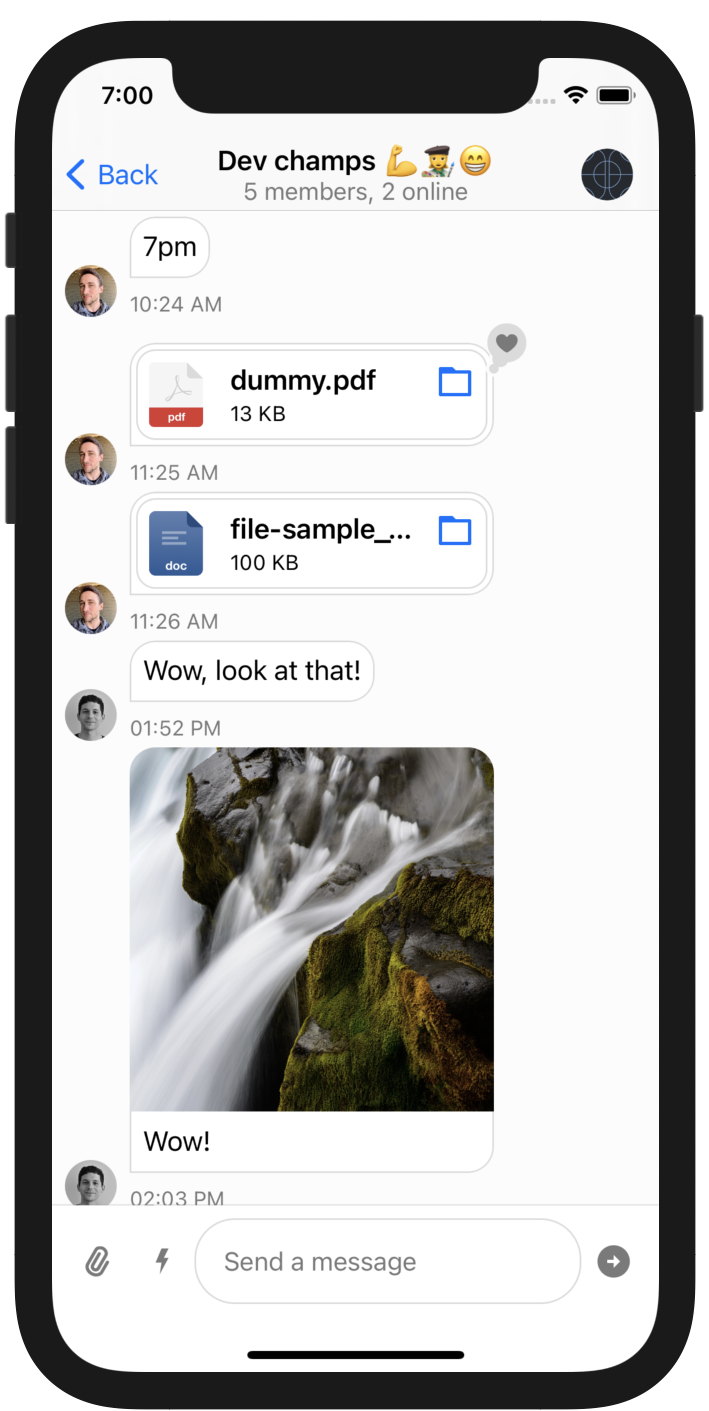 7:00
Back
Dev champs 💪👩‍🎨😁
5 members, 2 online
7pm
10:24 AM
dummy.pdf
13 KB
pdf
11:25 AM
file-sample_...
100 KB
doc
11:26 AM
Wow, look at that!
01:52 PM
Wow!
02:03 PM
Send a message